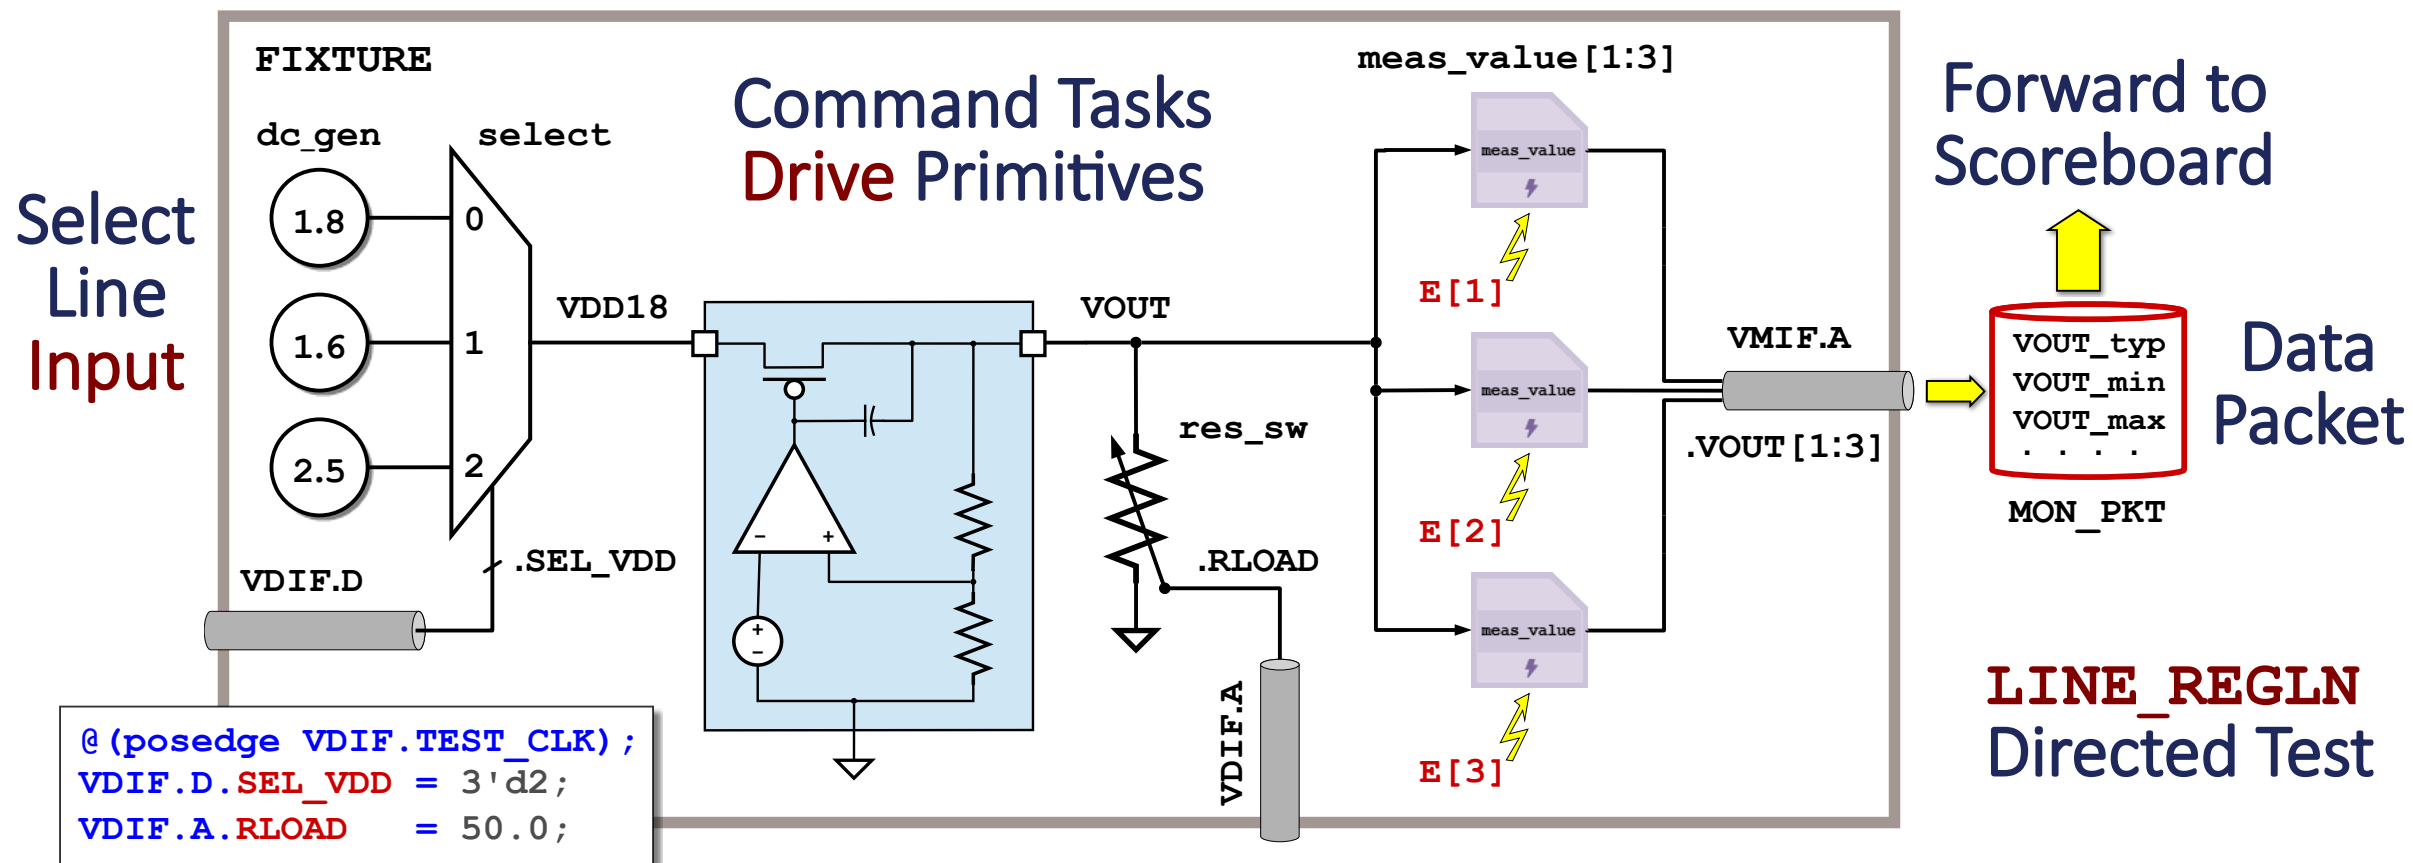 FIXTURE
dc_gen
select
1.8
1.6
2.5
0
1
2
Select
Line
Input
Command Tasks
Drive Primitives
VDD18
VOUT
VDIF.D
.SEL_VDD
-
+
+
-
res_sw
.RLOAD
VDIF.A
meas_value[1:3]
meas_value
E[1]
meas_value
E[2]
meas_value
E[3]
VMIF.A
.VOUT[1:3]
Forward to
Scoreboard
VOUT_typ
VOUT_min
VOUT_max
. . . .
MON_PKT
Data
Packet
LINE_REGLN
Directed Test
@(posedge VDIF.TEST_CLK);
VDIF.D.SEL_VDD = 3'd2;
VDIF.A.RLOAD = 50.0;